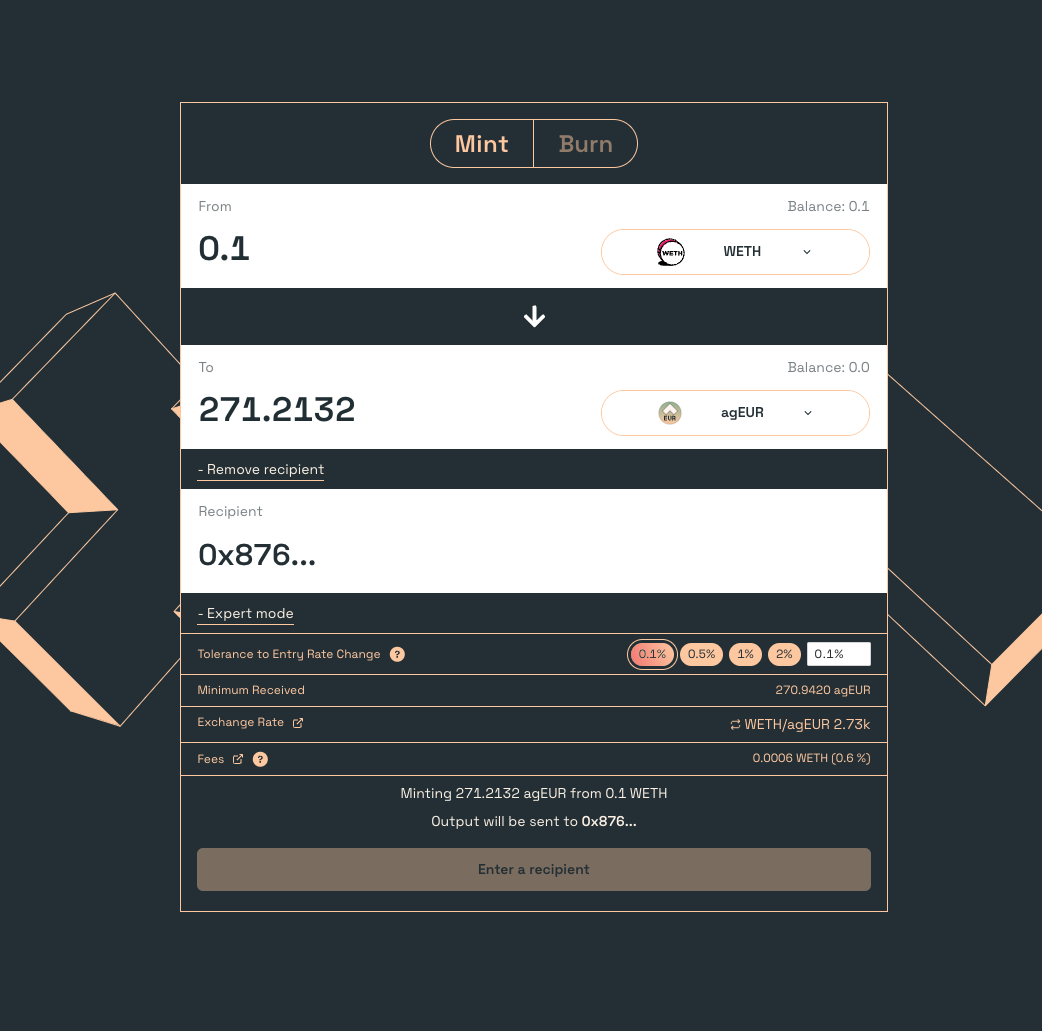 Mint Burn
From Balance: 0.1
0.1 WETH WETH
To Balance: 0.0
271.2132 EUR agEUR
- Remove recipient
Recipient
0x876...
- Expert mode
Tolerance to Entry Rate Change ? 0.1% 0.5% 1% 2% 0.1%
Minimum Received 270.9420 agEUR
Exchange Rate WETH/agEUR 2.73k
Fees ? 0.0006 WETH (0.6 %)
Minting 271.2132 agEUR from 0.1 WETH
Output will be sent to 0x876...
Enter a recipient